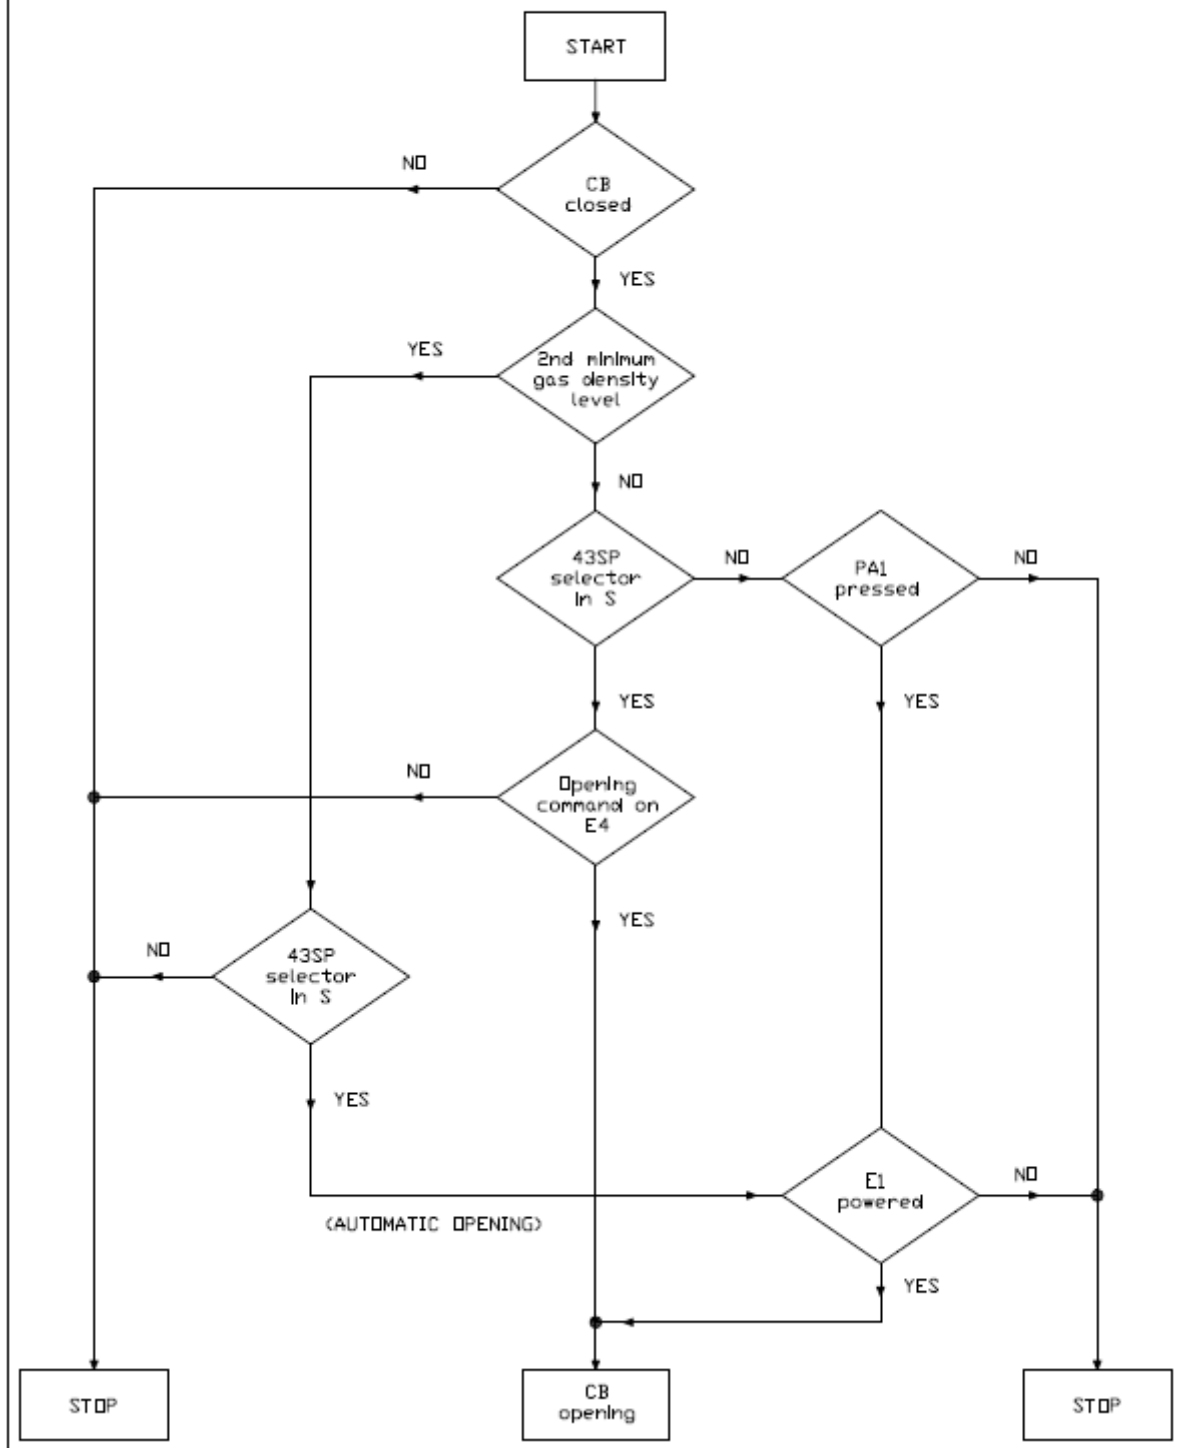 START
NO
CB
closed
YES
YES
2nd minimum
gas density
level
NO
43SP
selector
in S
NO
PA1
pressed
NO
YES
YES
NO
Opening
command on
E4
YES
NO
43SP
selector
in S
YES
E1
powered
NO
(AUTOMATIC OPENING)
YES
STOP
CB
opening
STOP